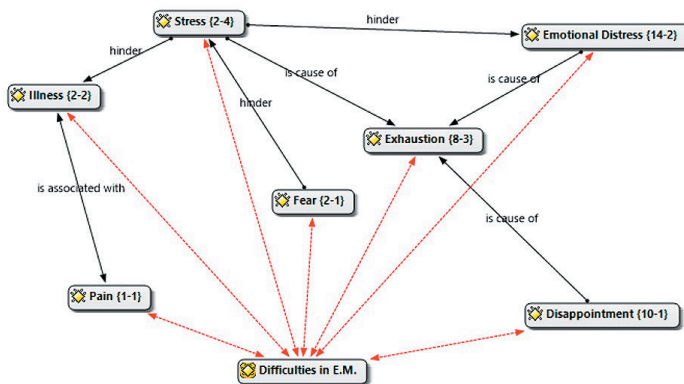 Stress {2-4}
hinder
Emotional Distress {14-2}
hinder
is cause of
is cause of
Illness {2-2}
hinder
Exhaustion {8-3}
is associated with
Fear {2-1}
is cause of
Pain {1-1}
Disappointment {10-1}
Difficulties in E.M.